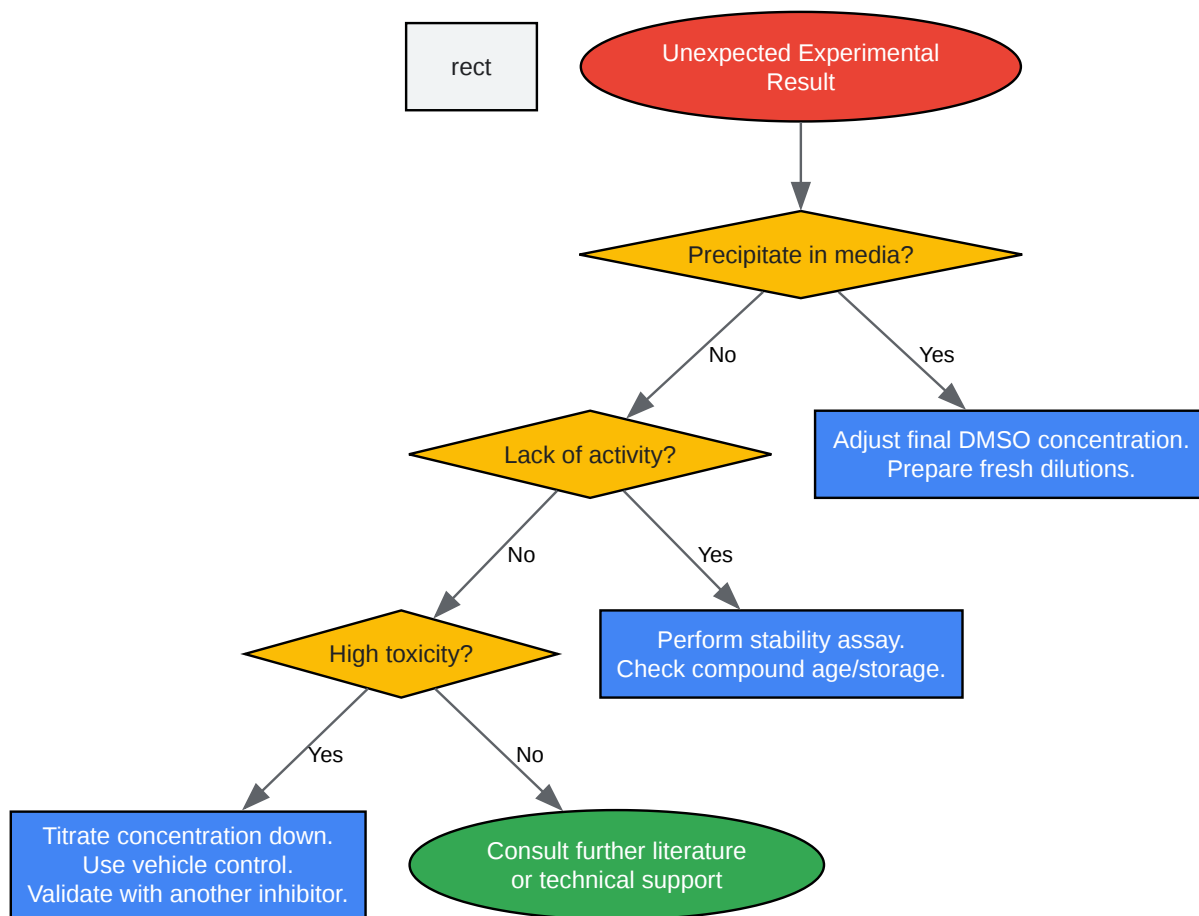 rect
Unexpected Experimental
Result
Precipitate in media?
No
Yes
Lack of activity?
Adjust final DMSO concentration.
Prepare fresh dilutions.
No
Yes
High toxicity?
Perform stability assay.
Check compound age/storage.
Yes
No
Titrate concentration down.
Use vehicle control.
Validate with another inhibitor.
Consult further literature
or technical support